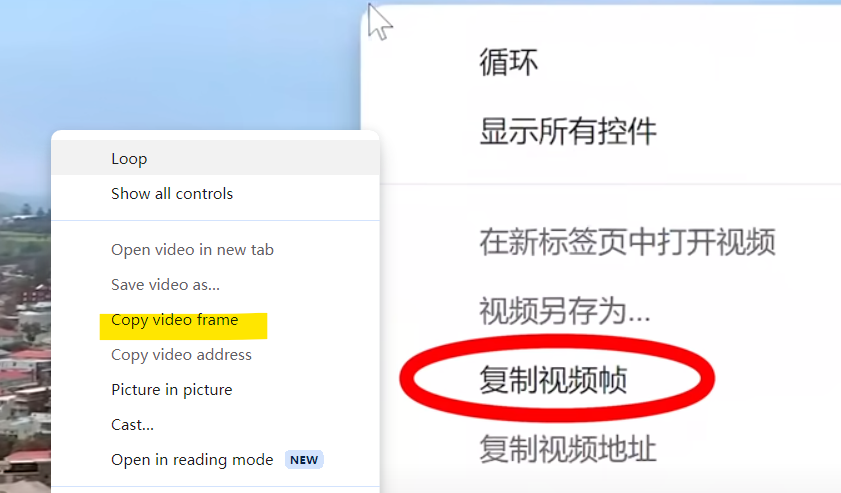 循环
显示所有控件
在新标签页中打开视频
视频另存为...
复制视频帧
复制视频地址
Loop
Show all controls
Open video in new tab
Save video as...
Copy video frame
Copy video address
Picture in picture
Cast...
Open in reading mode NEW